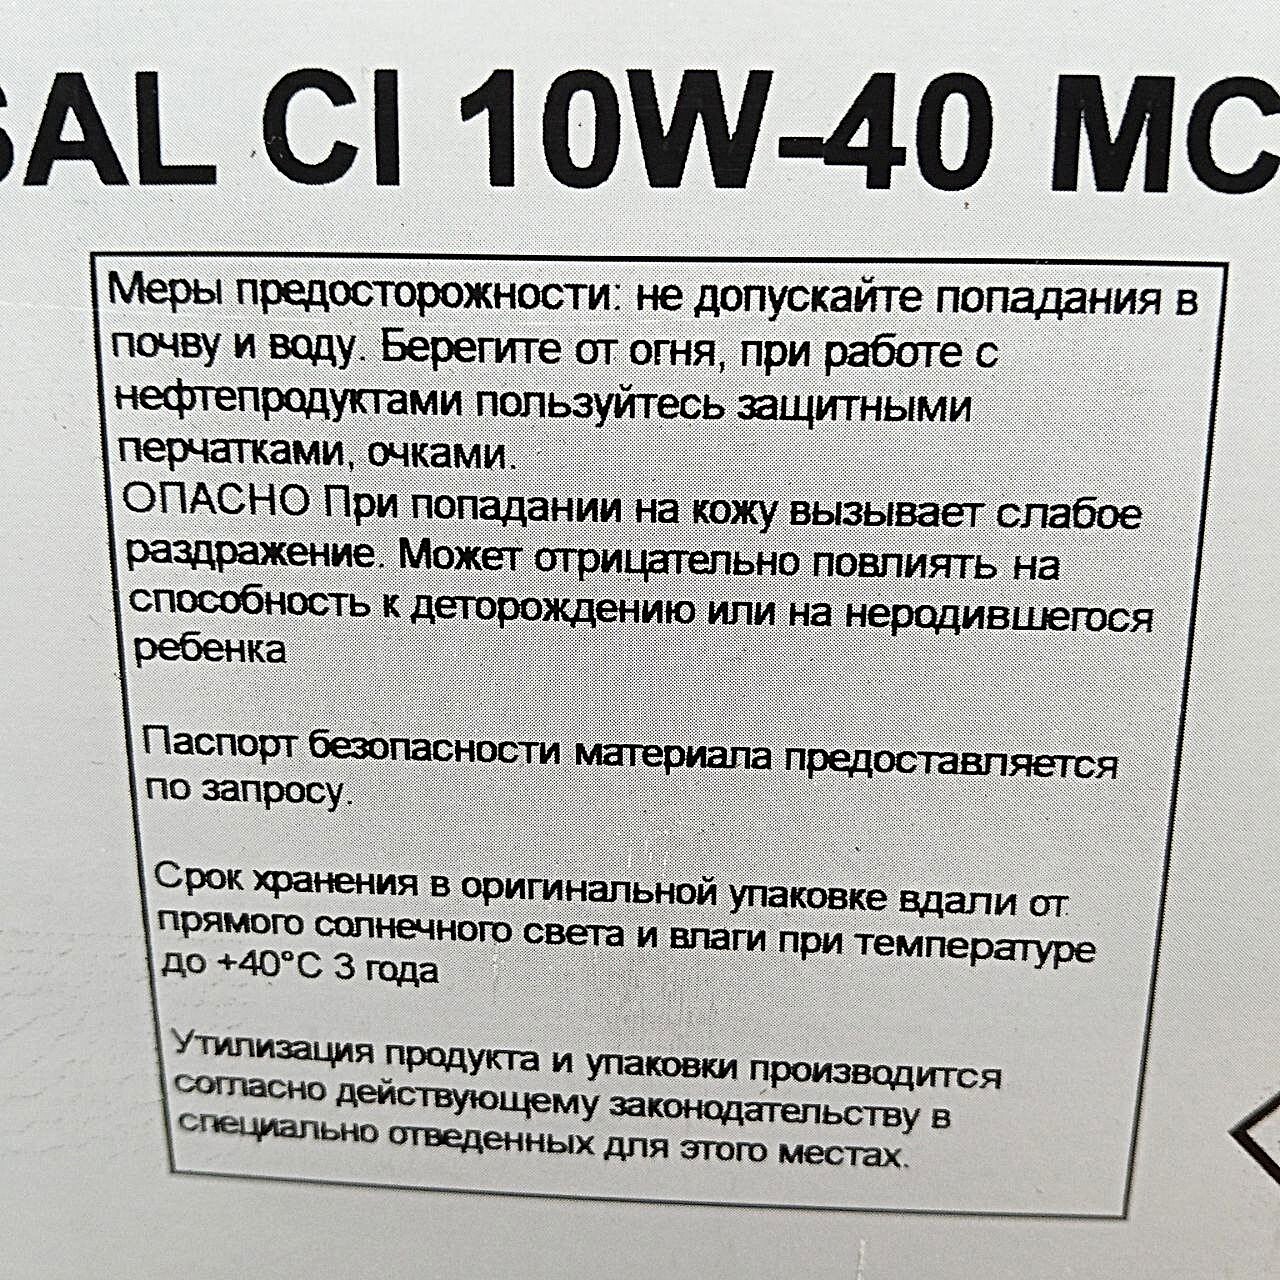 SAL CI 10W-40 MC
Меры предосторожности: не допускайте попадания в
почву и воду. Берегите от огня, при работе с
нефтепродуктами пользуйтесь защитными
перчатками, очками.
ОПАСНО При попадании на кожу вызывает слабое
раздражение. Может отрицательно повлиять на
способность к деторождению или на неродившегося
ребенка
Паспорт безопасности материала предоставляется
по запросу.
Срок хранения в оригинальной упаковке вдали от
прямого солнечного света и влаги при температуре
до +40°C 3 года
Утилизация продукта и упаковки производится
согласно действующему законодательству в
специально отведенных для этого местах.